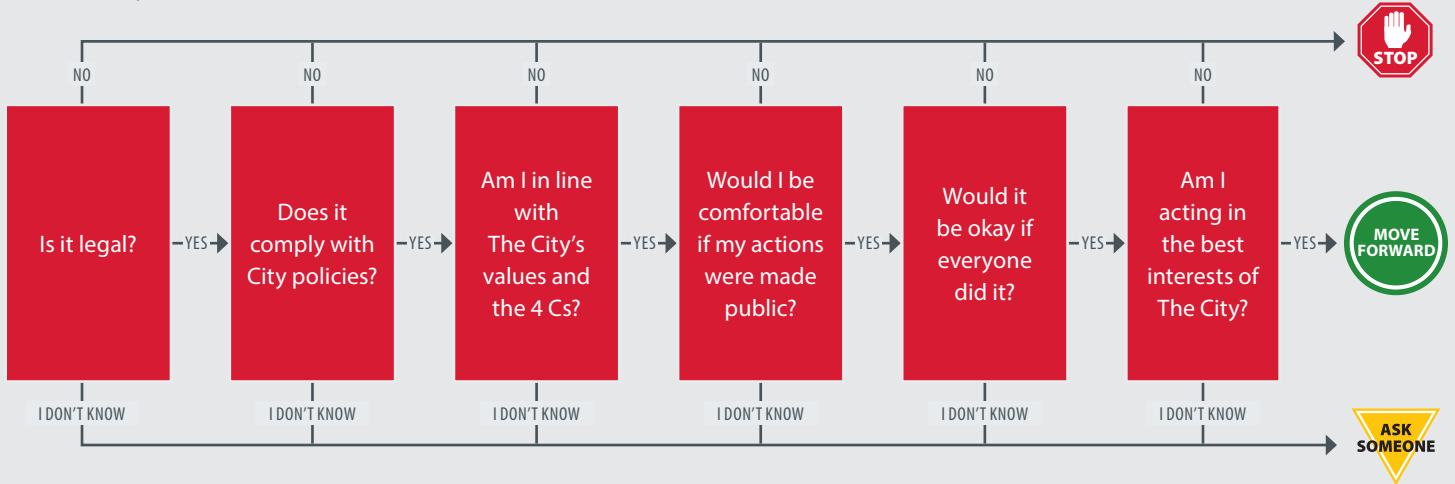 STOP
NO
NO
NO
NO
NO
NO
Is it legal?
YES
Does it
comply with
City policies?
YES
Am I in line
with
The City's
values and
the 4 Cs?
YES
Would I be
comfortable
if my actions
were made
public?
YES
Would it
be okay if
everyone
did it?
YES
Am I
acting in
the best
interests of
The City?
YES
MOVE
FORWARD
I DON'T KNOW
I DON'T KNOW
I DON'T KNOW
I DON'T KNOW
I DON'T KNOW
I DON'T KNOW
ASK
SOMEONE